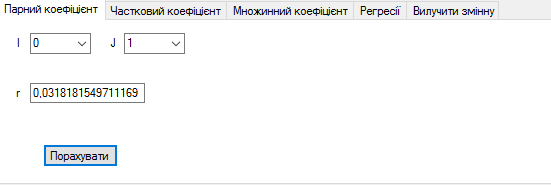 Парний коефіцієнт Частковий коефіцієнт Множинний коефіцієнт Регресії Вилучити змінну
I 0 J 1
r 0,0318181549711169
Порахувати